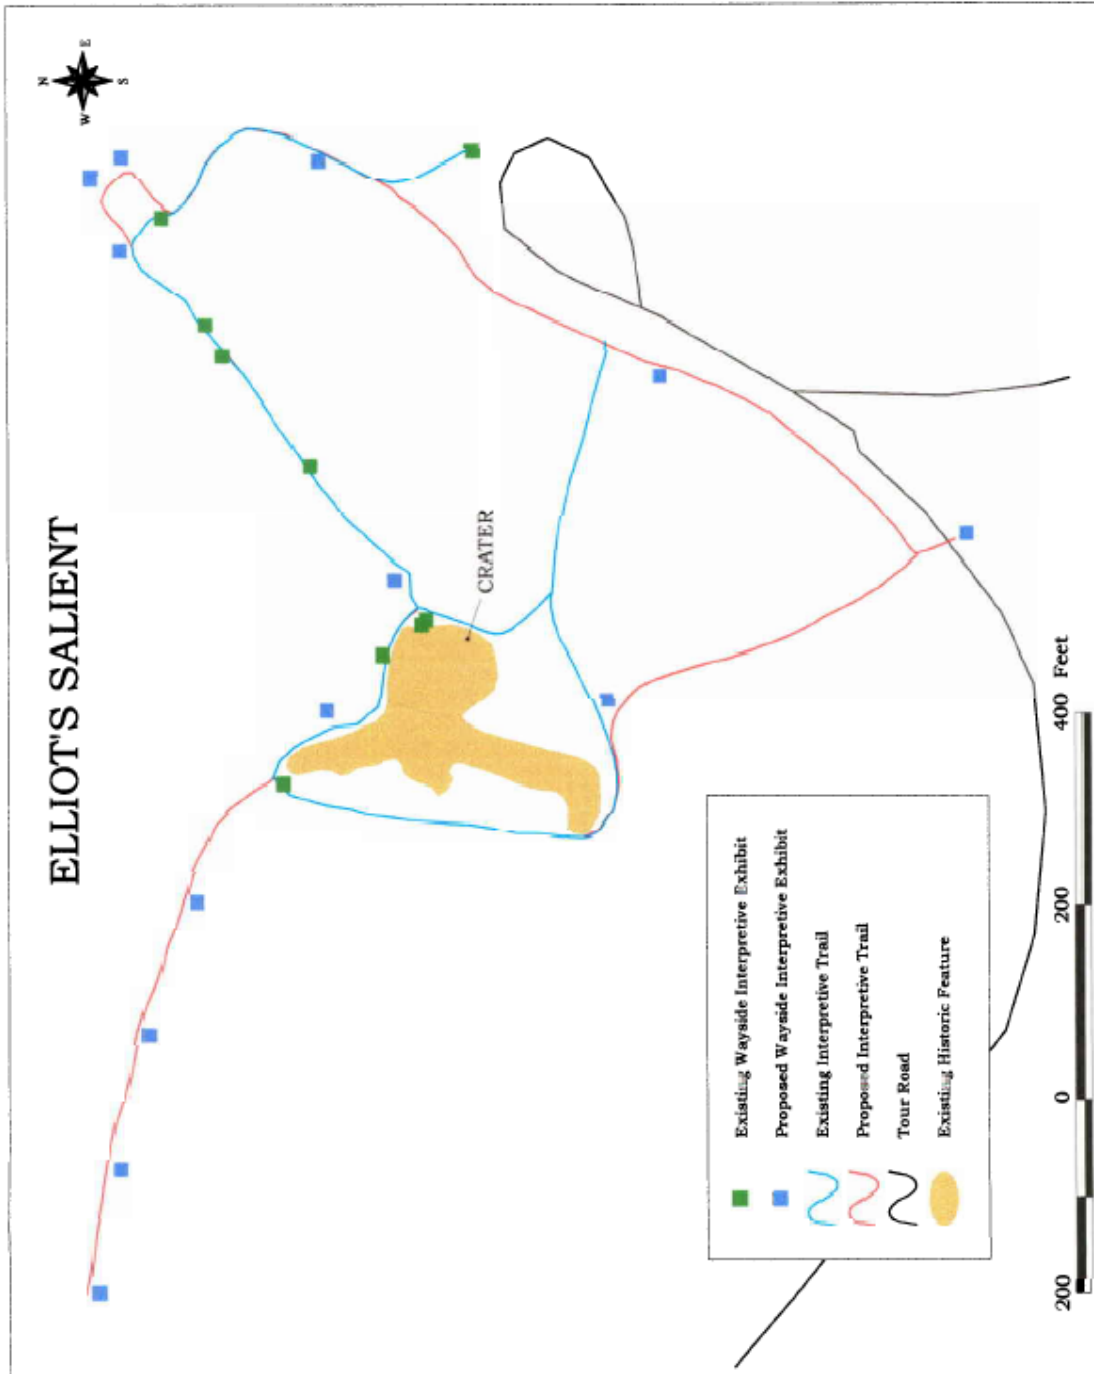 ELLIOT'S SALIENT
N
E
S
W
CRATER
Existing Wayside Interpretive Exhibit
Proposed Wayside Interpretive Exhibit
Existing Interpretive Trail
Proposed Interpretive Trail
Tour Road
Existing Historic Feature
200 0 200 400 Feet